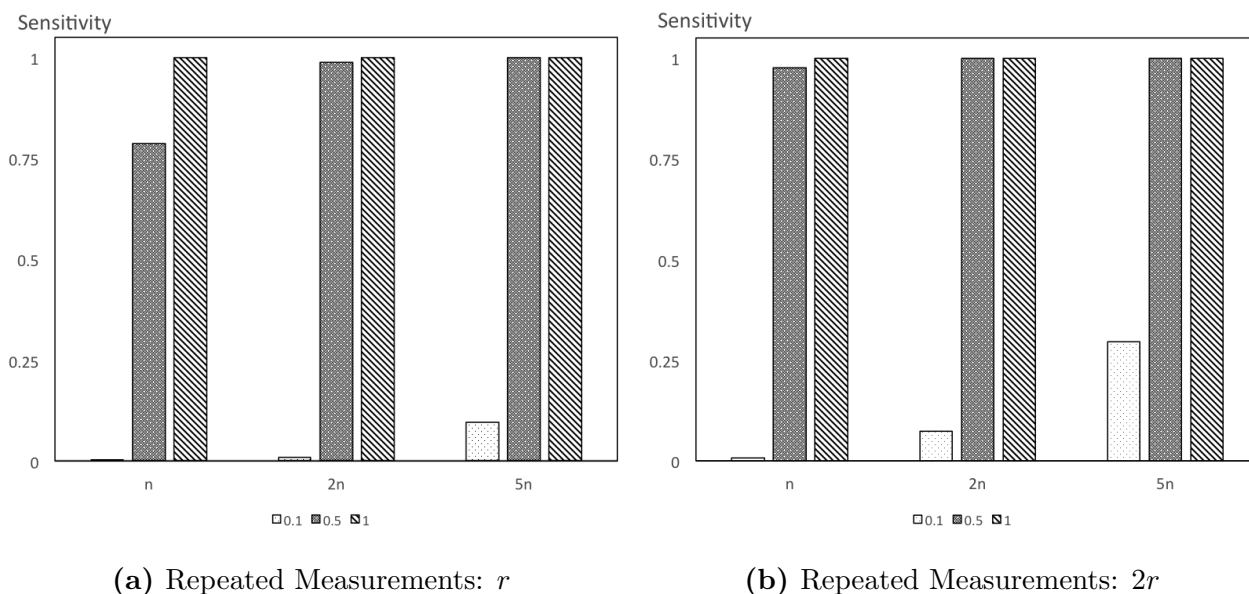 Sensitivity
1
0.75
0.5
0.25
0
n 2n 5n
0.1 0.5 1
(a) Repeated Measurements: r
Sensitivity
1
0.75
0.5
0.25
0
n 2n 5n
0.1 0.5 1
(b) Repeated Measurements: 2r